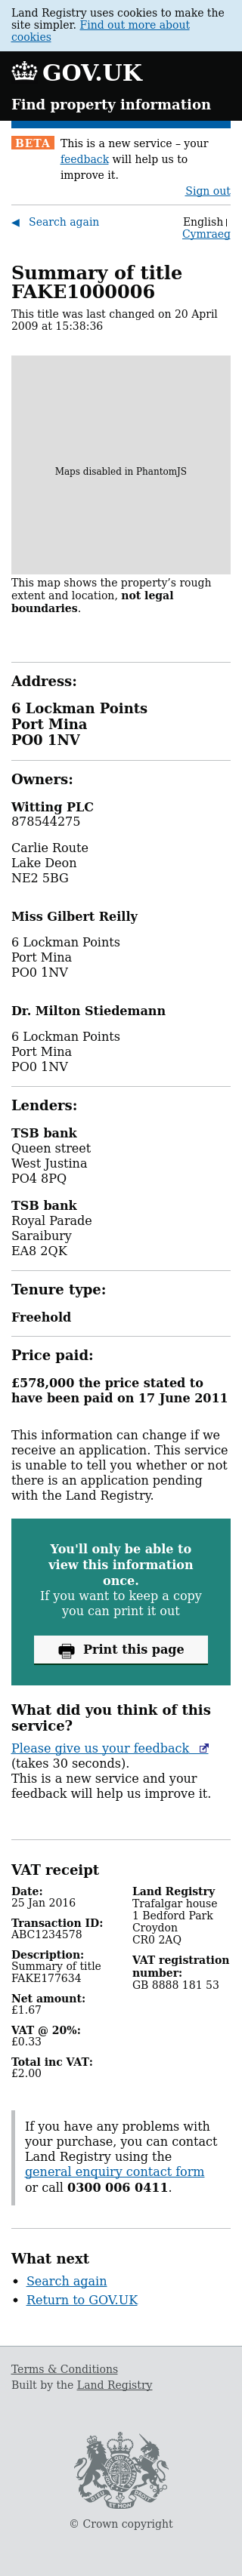 Land Registry uses cookies to make the
site simpler. Find out more about
cookies
GOV.UK
Find property information
BETA This is a new service – your
feedback will help us to
improve it.
Sign out
◀ Search again
English |
Cymraeg
Summary of title
FAKE1000006
This title was last changed on 20 April
2009 at 15:38:36
Maps disabled in PhantomJS
This map shows the property’s rough
extent and location, not legal
boundaries.
Address:
6 Lockman Points
Port Mina
PO0 1NV
Owners:
Witting PLC
878544275
Carlie Route
Lake Deon
NE2 5BG
Miss Gilbert Reilly
6 Lockman Points
Port Mina
PO0 1NV
Dr. Milton Stiedemann
6 Lockman Points
Port Mina
PO0 1NV
Lenders:
TSB bank
Queen street
West Justina
PO4 8PQ
TSB bank
Royal Parade
Saraibury
EA8 2QK
Tenure type:
Freehold
Price paid:
£578,000 the price stated to
have been paid on 17 June 2011
This information can change if we
receive an application. This service
is unable to tell you whether or not
there is an application pending
with the Land Registry.
You'll only be able to
view this information
once.
If you want to keep a copy
you can print it out
Print this page
What did you think of this
service?
Please give us your feedback
(takes 30 seconds).
This is a new service and your
feedback will help us improve it.
VAT receipt
Date:
25 Jan 2016
Transaction ID:
ABC1234578
Description:
Summary of title
FAKE177634
Net amount:
£1.67
VAT @ 20%:
£0.33
Total inc VAT:
£2.00
Land Registry
Trafalgar house
1 Bedford Park
Croydon
CR0 2AQ
VAT registration
number:
GB 8888 181 53
If you have any problems with
your purchase, you can contact
Land Registry using the
general enquiry contact form
or call 0300 006 0411.
What next
• Search again
• Return to GOV.UK
Terms & Conditions
Built by the Land Registry
© Crown copyright